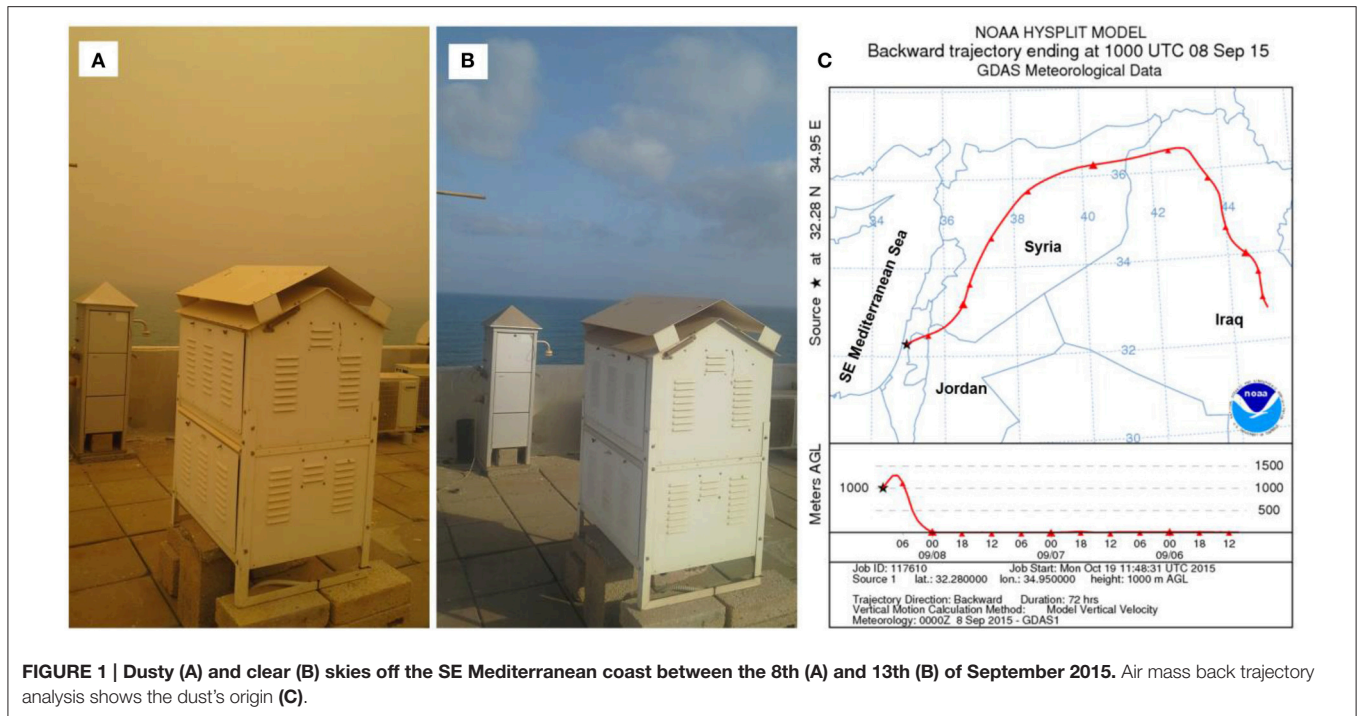 A
B
C
NOAA HYSPLIT MODEL
Backward trajectory ending at 1000 UTC 08 Sep 15
GDAS Meteorological Data
Source ★ at 32.28 N 34.95 E
34
36
38
40
42
44
36
34
32
30
SE Mediterranean Sea
Syria
Iraq
Jordan
noaa
Meters AGL
1000
1500
1000
500
06 00 18 12 06 00 18 12 06 00 18 12
09/08 09/07 09/06
Job ID: 117610 Job Start: Mon Oct 19 11:48:31 UTC 2015
Source 1 lat.: 32.280000 lon.: 34.950000 height: 1000 m AGL
Trajectory Direction: Backward Duration: 72 hrs
Vertical Motion Calculation Method: Model Vertical Velocity
Meteorology: 0000Z 8 Sep 2015 - GDAS1
FIGURE 1 | Dusty (A) and clear (B) skies off the SE Mediterranean coast between the 8th (A) and 13th (B) of September 2015. Air mass back trajectory
analysis shows the dust's origin (C).